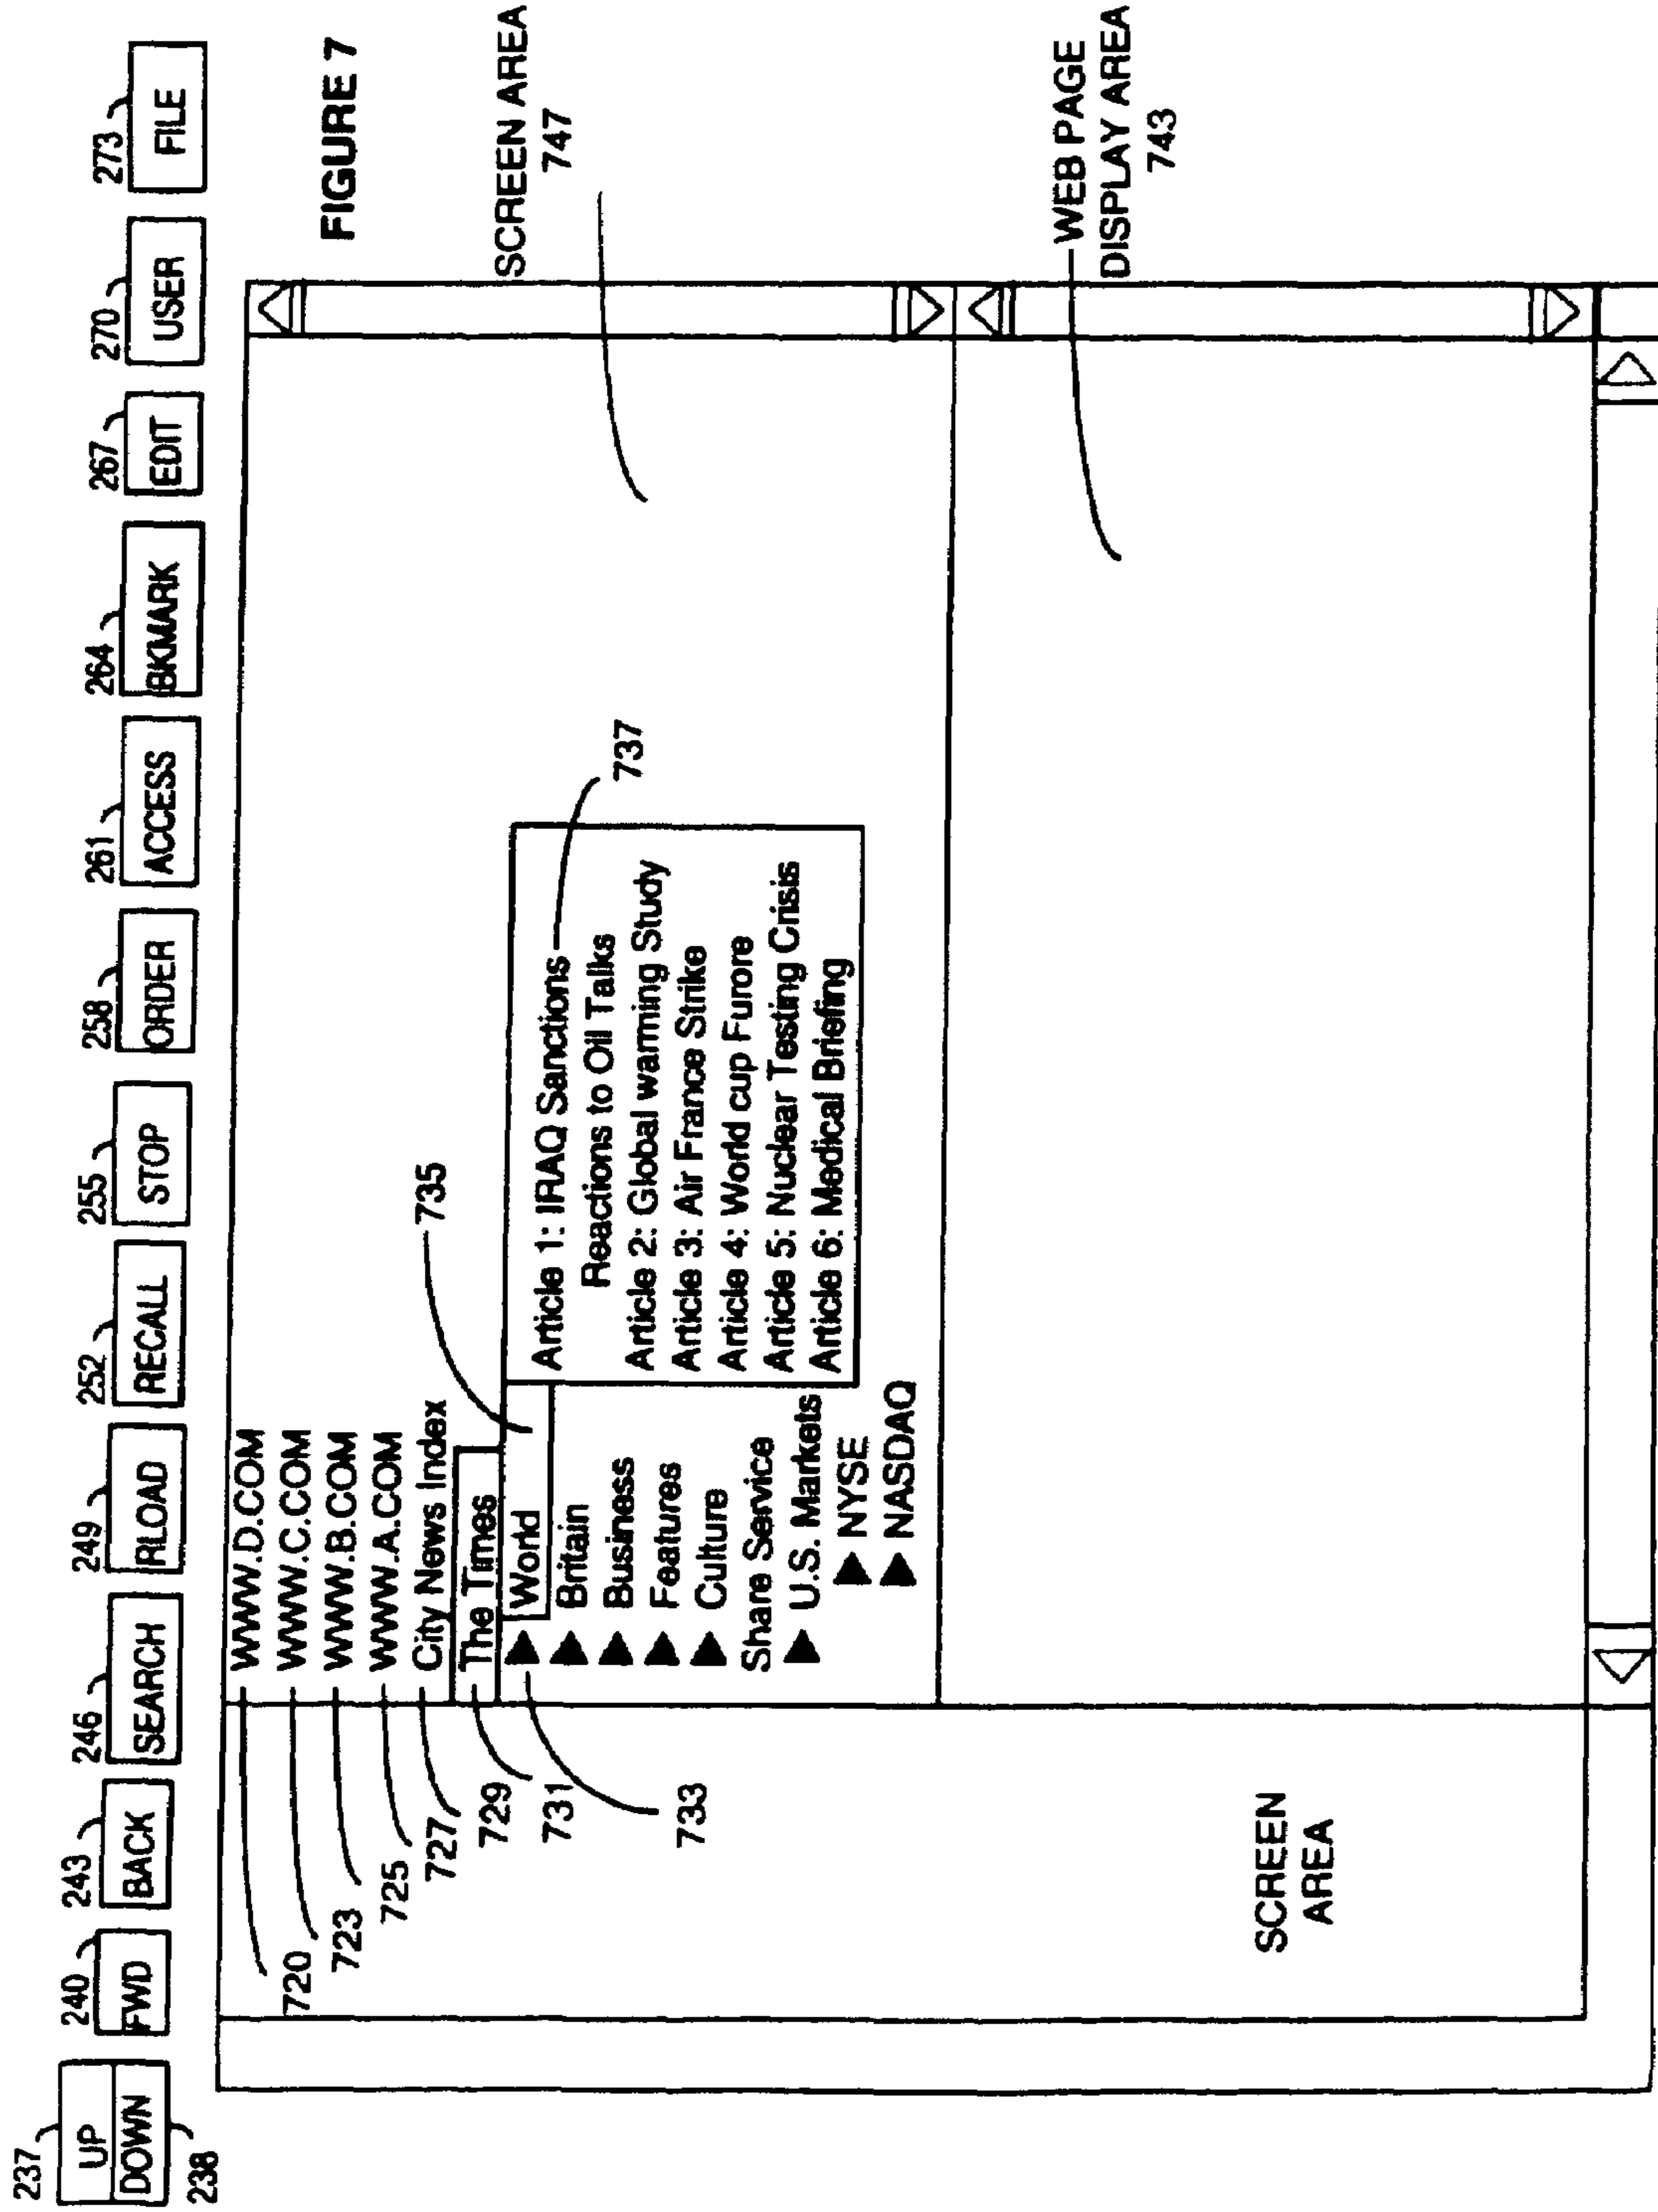 237 240 243 246 249 252 255 258 261 264 267 270 273
UP FWD BACK SEARCH RLOAD RECALL STOP ORDER ACCESS BKMARK EDIT USER FILE
DOWN
238
FIGURE 7
WWW.D.COM
WWW.C.COM
WWW.B.COM
WWW.A.COM
City News Index
The Times
World
Britain
Business
Features
Culture
Share Service
U.S. Markets
NYSE
NASDAQ
735
Article 1: IRAQ Sanctions
Reactions to Oil Talks
Article 2: Global warming Study
Article 3: Air France Strike
Article 4: World cup Furore
Article 5: Nuclear Testing Crisis
Article 6: Medical Briefing
737
720
723
725
727
729
731
733
SCREEN AREA
747
WEB PAGE
DISPLAY AREA
743
SCREEN
AREA